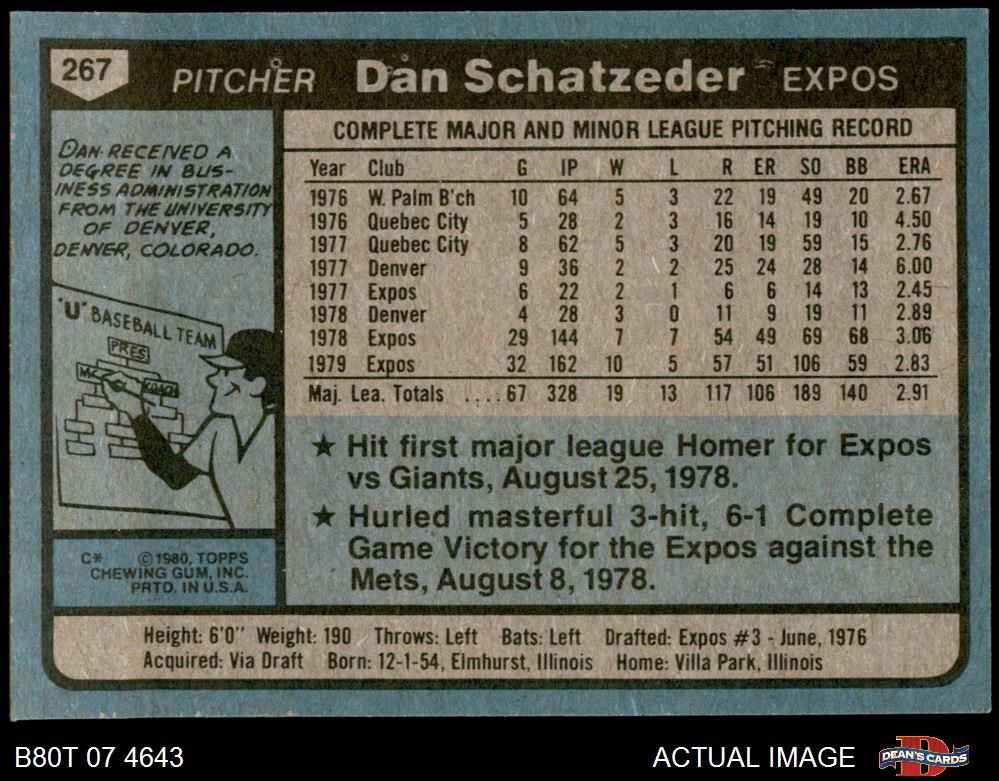 267 PITCHER Dan Schatzeder EXPOS
DAN RECEIVED A
DEGREE IN BUS-
INESS ADMINISTRATION
FROM THE UNIVERSITY
OF DENVER,
DENVER, COLORADO.
"U" BASEBALL TEAM
PRES
COACH
C* ©1980, TOPPS
CHEWING GUM, INC.
PRTD. IN U.S.A.
COMPLETE MAJOR AND MINOR LEAGUE PITCHING RECORD
Year Club G IP W L R ER SO BB ERA
1976 W. Palm B'ch 10 64 5 3 22 19 49 20 2.67
1976 Quebec City 5 28 2 3 16 14 19 10 4.50
1977 Quebec City 8 62 5 3 20 19 59 15 2.76
1977 Denver 9 36 2 2 25 24 28 14 6.00
1977 Expos 6 22 2 1 6 6 14 13 2.45
1978 Denver 4 28 3 0 11 9 19 11 2.89
1978 Expos 29 144 7 7 54 49 69 68 3.06
1979 Expos 32 162 10 5 57 51 106 59 2.83
Maj. Lea. Totals ....67 328 19 13 117 106 189 140 2.91
★ Hit first major league Homer for Expos
vs Giants, August 25, 1978.
★ Hurled masterful 3-hit, 6-1 Complete
Game Victory for the Expos against the
Mets, August 8, 1978.
Height: 6'0" Weight: 190 Throws: Left Bats: Left Drafted: Expos #3 - June, 1976
Acquired: Via Draft Born: 12-1-54, Elmhurst, Illinois Home: Villa Park, Illinois
B80T 07 4643 ACTUAL IMAGE DEAN'S CARDS